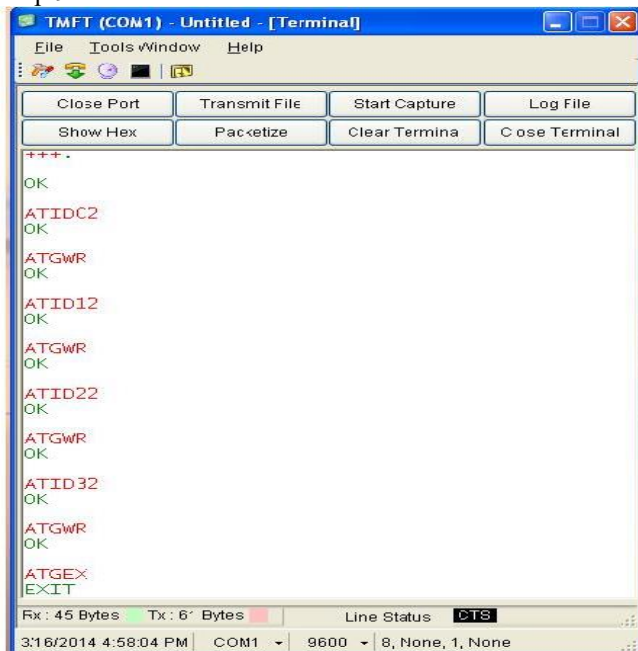 TMFT (COM1) - Untitled - [Terminal]
File Tools Window Help
Close Port Transmit File Start Capture Log File
Show Hex Packetize Clear Termina Close Terminal
+++.
OK
ATIDC2
OK
ATGWR
OK
ATID12
OK
ATGWR
OK
ATID22
OK
ATGWR
OK
ATID32
OK
ATGWR
OK
ATGEX
EXIT
Rx : 45 Bytes Tx : Bytes Line Status CTS
3/16/2014 4:58:04 PM COM1 9600 8, None, 1, None